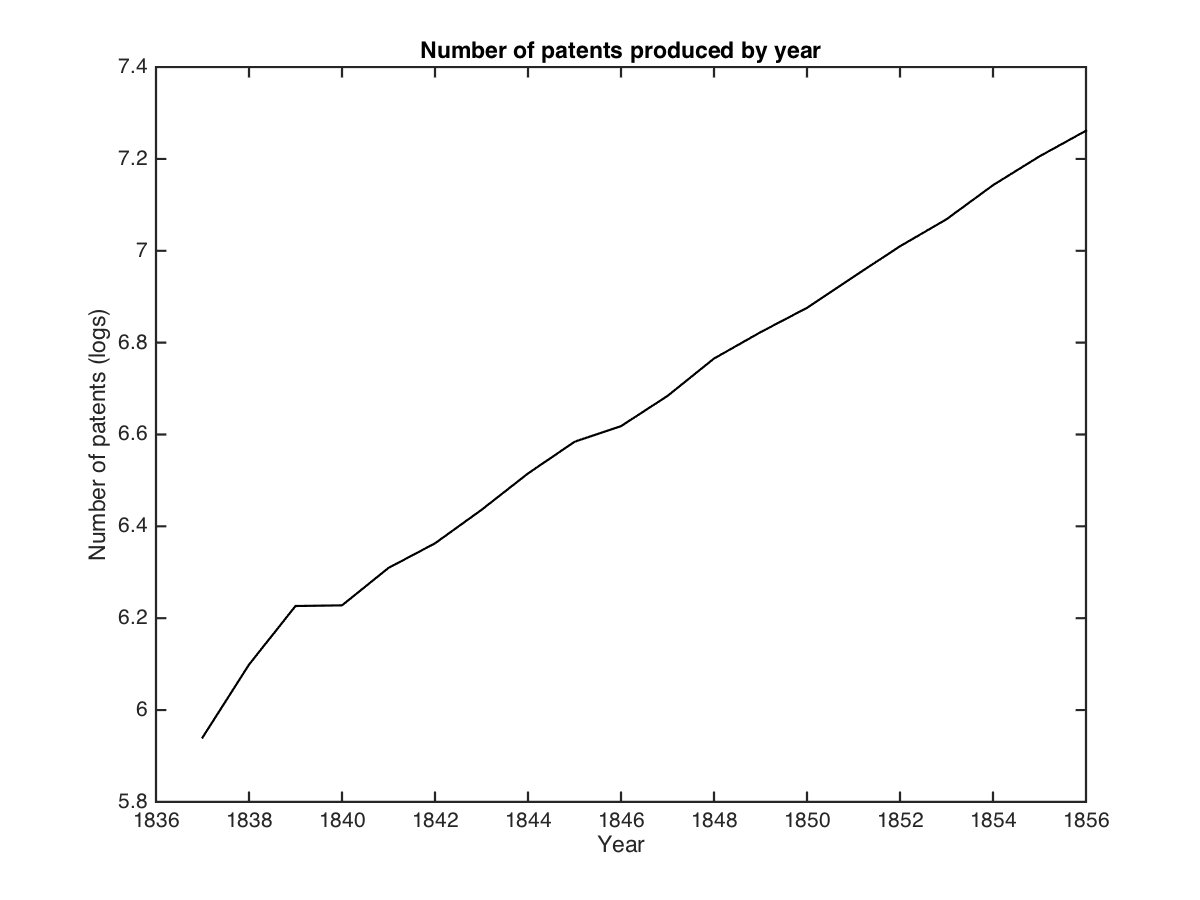 Number of patents produced by year
7.4
7.2
7
6.8
6.6
6.4
6.2
6
5.8
Number of patents (logs)
1836 1838 1840 1842 1844 1846 1848 1850 1852 1854 1856
Year